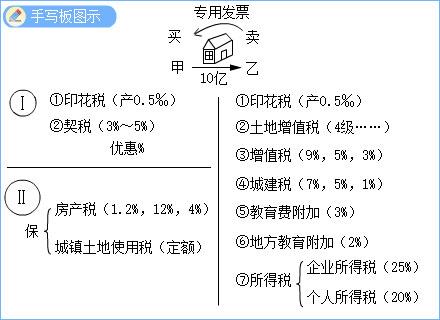 手写板图示
专用发票
买 卖
甲 乙
10亿
Ⅰ
①印花税（产0.5‰）
②契税（3%～5%）
优惠%
Ⅱ
保
房产税（1.2%，12%，4%）
城镇土地使用税（定额）
①印花税（产0.5‰）
②土地增值税（4级……）
③增值税（9%，5%，3%）
④城建税（7%，5%，1%）
⑤教育费附加（3%）
⑥地方教育附加（2%）
⑦所得税
企业所得税（25%）
个人所得税（20%）